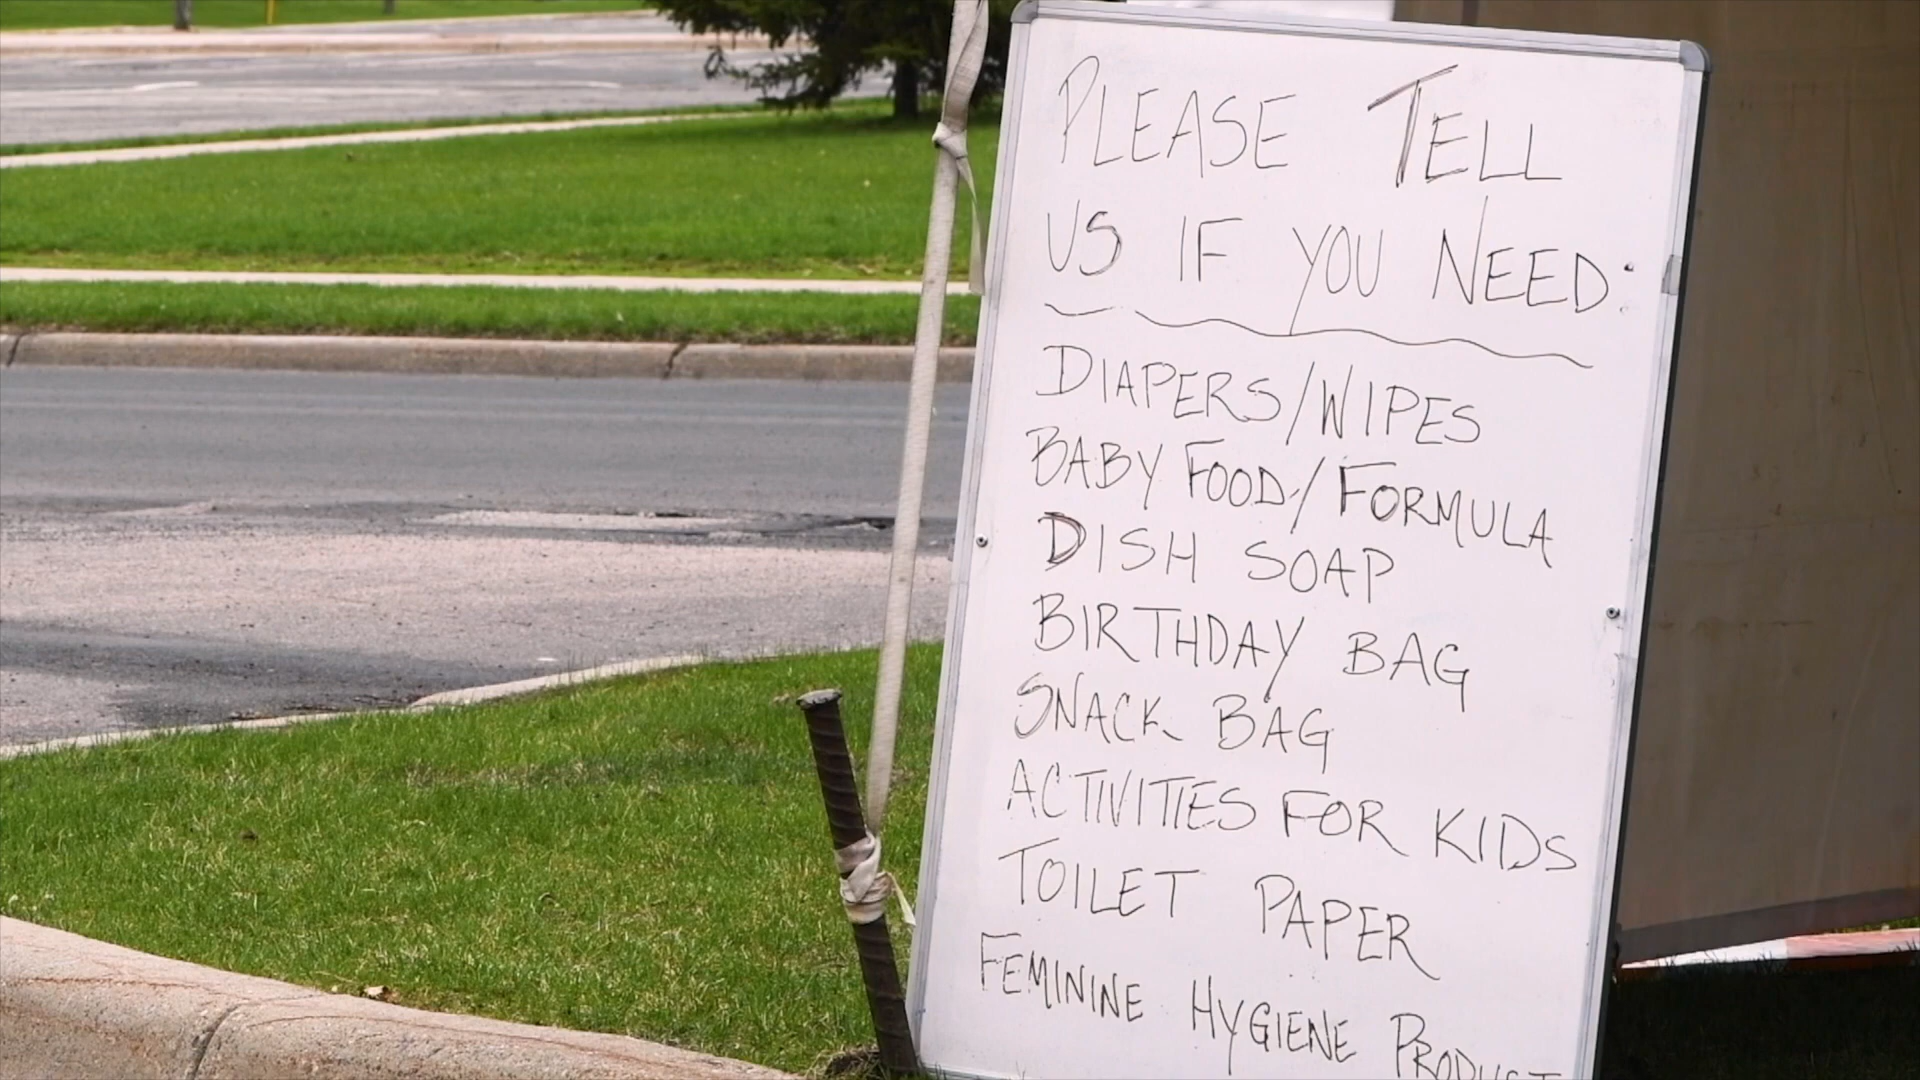 PLEASE TELL
US IF YOU NEED:
DIAPERS/WIPES
BABY FOOD/FORMULA
DISH SOAP
BIRTHDAY BAG
SNACK BAG
ACTIVITIES FOR KIDS
TOILET PAPER
FEMININE HYGIENE PRODUCT